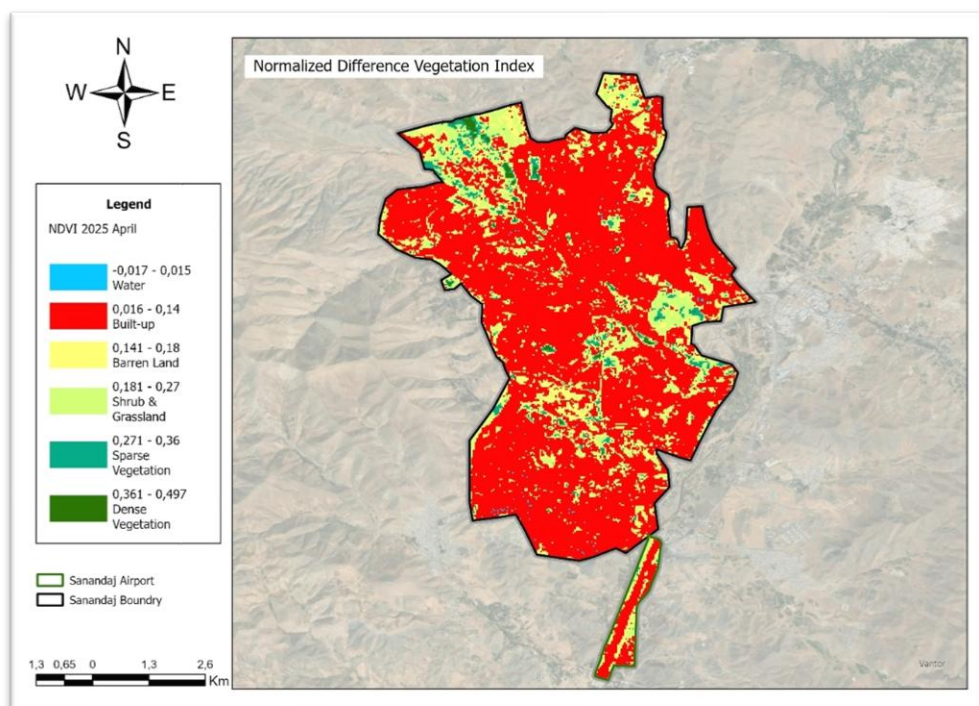 N
W E
S
Normalized Difference Vegetation Index
Legend
NDVI 2025 April
-0,017 - 0,015
Water
0,016 - 0,14
Built-up
0,141 - 0,18
Barren Land
0,181 - 0,27
Shrub &
Grassland
0,271 - 0,36
Sparse
Vegetation
0,361 - 0,497
Dense
Vegetation
Sanandaj Airport
Sanandaj Boundry
1,3 0,65 0 1,3 2,6
Km
Vantor